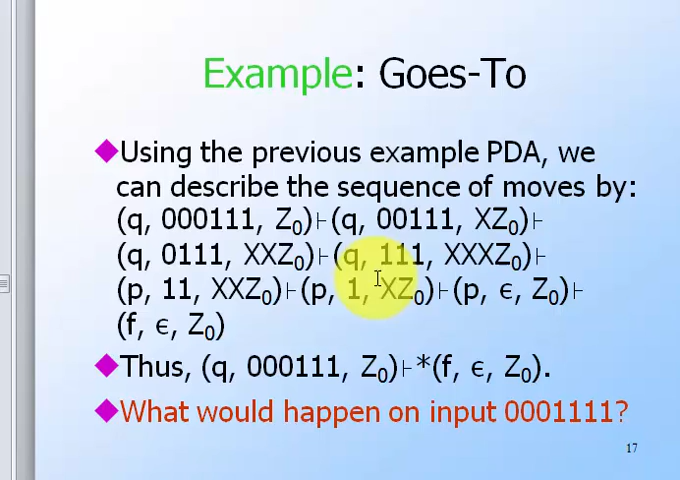 Example: Goes-To
◆Using the previous example PDA, we
can describe the sequence of moves by:
(q, 000111, Z₀)⊦(q, 00111, XZ₀)⊦
(q, 0111, XXZ₀)⊦(q, 111, XXXZ₀)⊦
(p, 11, XXZ₀)⊦(p, 1, XZ₀)⊦(p, ϵ, Z₀)⊦
(f, ϵ, Z₀)
◆Thus, (q, 000111, Z₀)⊦*(f, ϵ, Z₀).
◆What would happen on input 0001111?
17